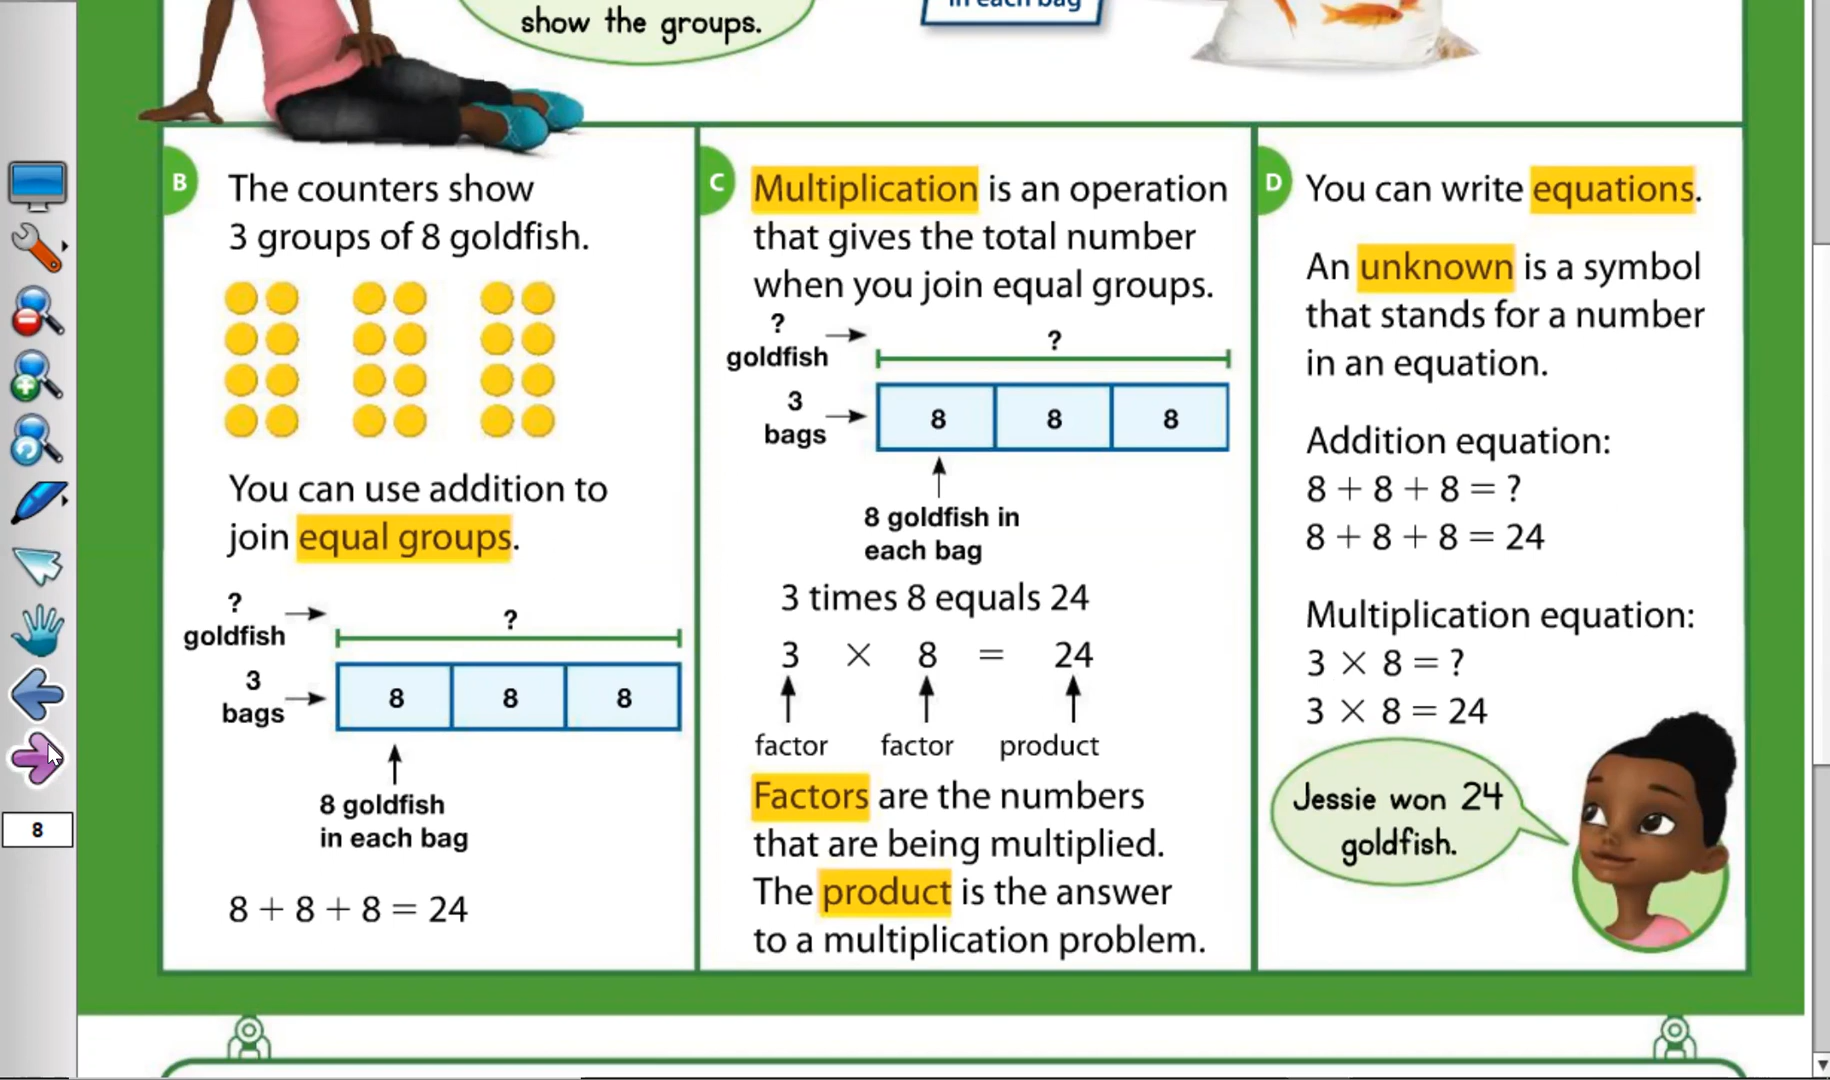 show the groups.
in each bag
B
The counters show
3 groups of 8 goldfish.
You can use addition to
join equal groups.
?
goldfish
?
3
bags
8 8 8
8 goldfish
in each bag
8 + 8 + 8 = 24
C
Multiplication is an operation
that gives the total number
when you join equal groups.
?
goldfish
?
3
bags
8 8 8
8 goldfish in
each bag
3 times 8 equals 24
3 × 8 = 24
factor factor product
Factors are the numbers
that are being multiplied.
The product is the answer
to a multiplication problem.
D
You can write equations.
An unknown is a symbol
that stands for a number
in an equation.
Addition equation:
8 + 8 + 8 = ?
8 + 8 + 8 = 24
Multiplication equation:
3 × 8 = ?
3 × 8 = 24
Jessie won 24
goldfish.
8